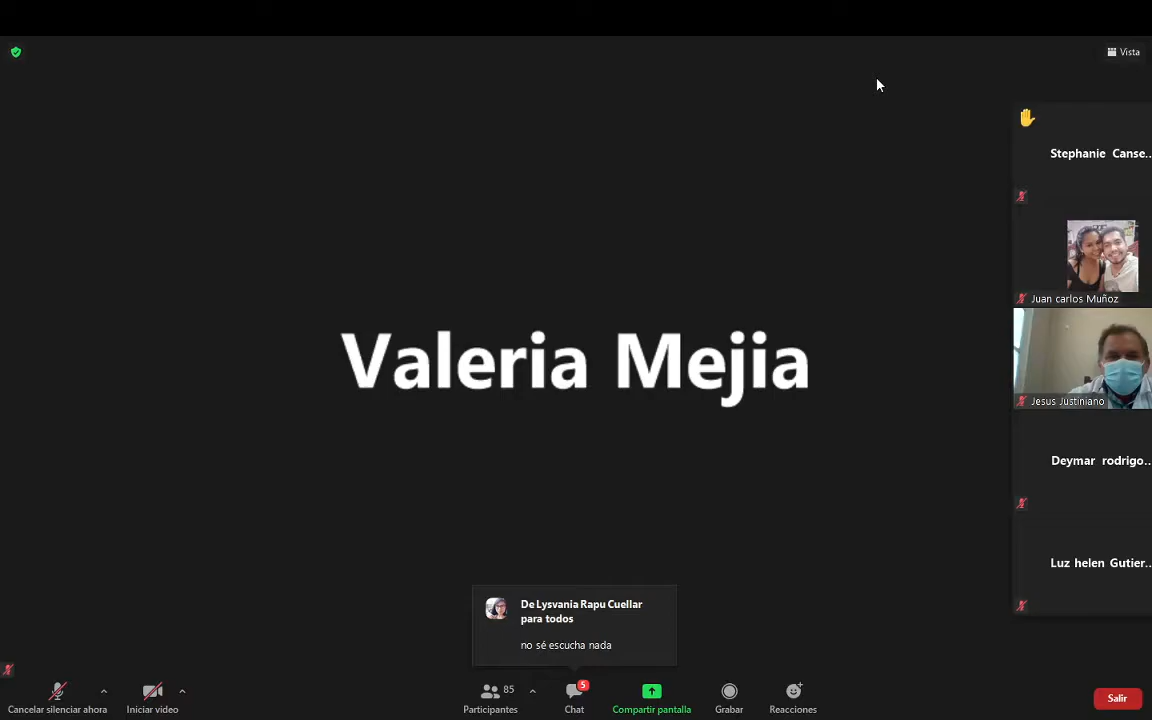 Vista
Stephanie Canse...
Juan carlos Muñoz
Valeria Mejia
Jesus Justiniano
Deymar rodrigo...
Luz helen Gutier...
De Lysvania Rapu Cuellar
para todos
no sé escucha nada
85
5
Cancelar silenciar ahora
Iniciar video
Participantes
Chat
Compartir pantalla
Grabar
Reacciones
Salir